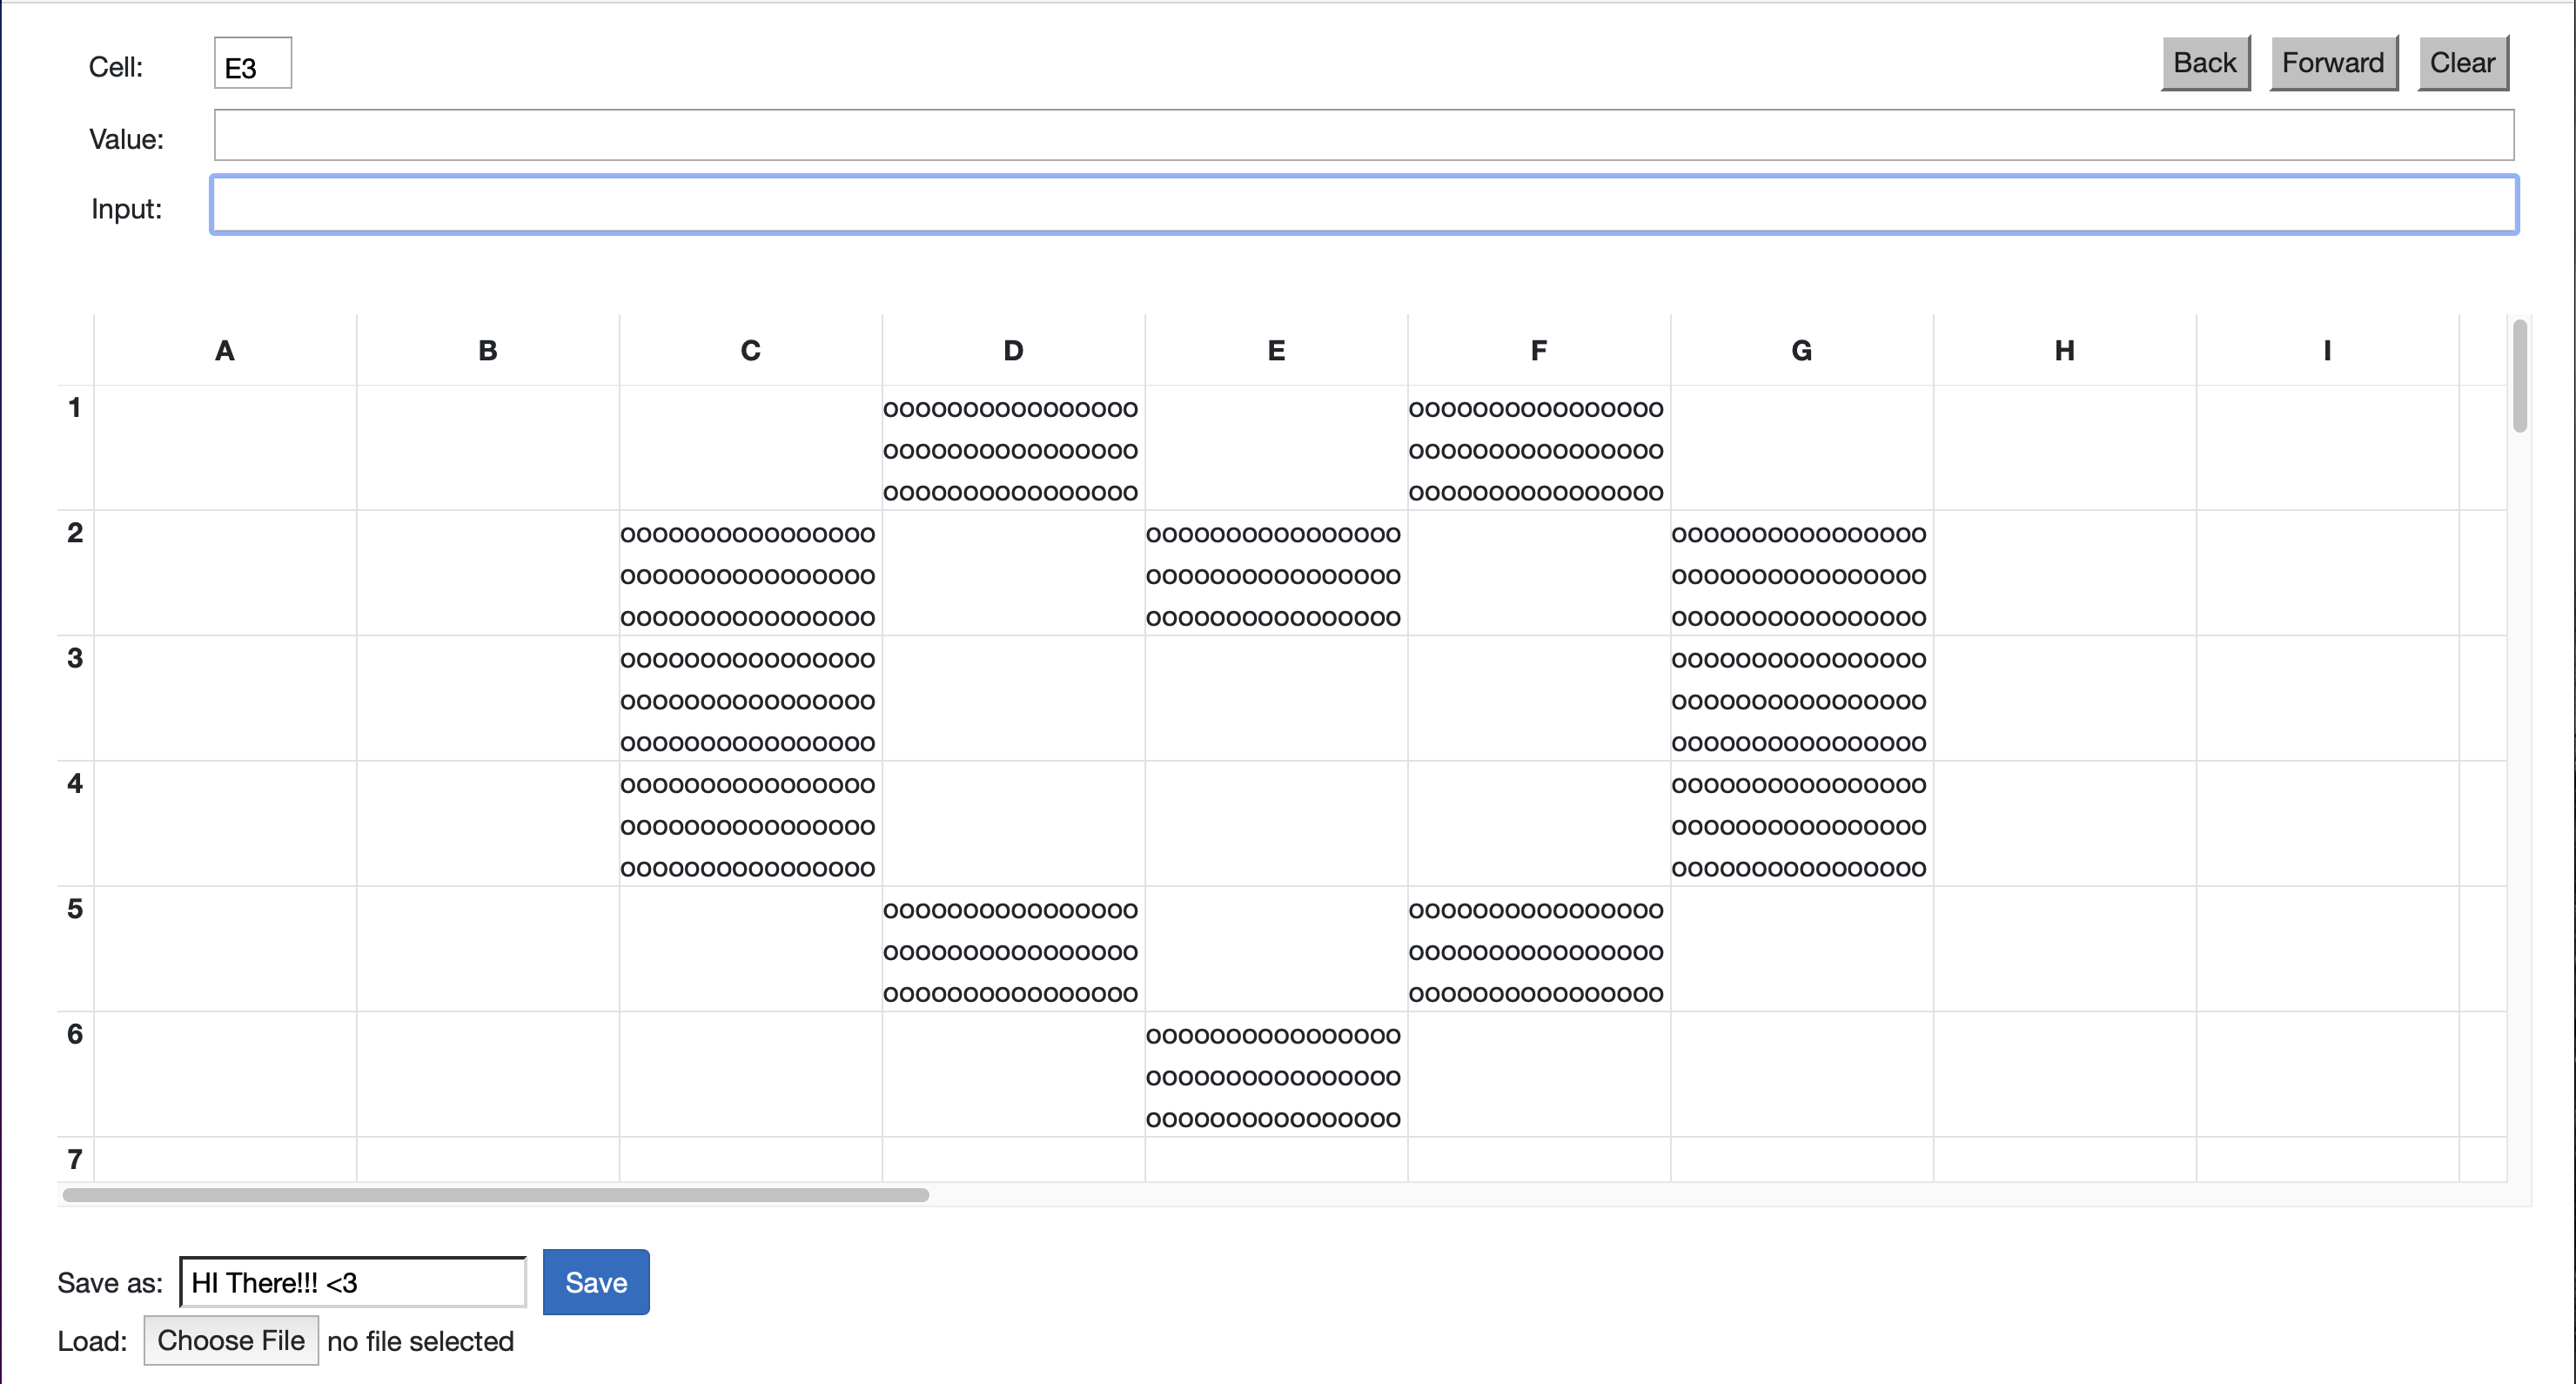 Cell: E3 Back Forward Clear
Value:
Input:
A B C D E F G H I
1 oooooooooooooooo oooooooooooooooo
oooooooooooooooo oooooooooooooooo
oooooooooooooooo oooooooooooooooo
2 oooooooooooooooo oooooooooooooooo oooooooooooooooo
oooooooooooooooo oooooooooooooooo oooooooooooooooo
oooooooooooooooo oooooooooooooooo oooooooooooooooo
3 oooooooooooooooo oooooooooooooooo
oooooooooooooooo oooooooooooooooo
oooooooooooooooo oooooooooooooooo
4 oooooooooooooooo oooooooooooooooo
oooooooooooooooo oooooooooooooooo
oooooooooooooooo oooooooooooooooo
5 oooooooooooooooo oooooooooooooooo
oooooooooooooooo oooooooooooooooo
oooooooooooooooo oooooooooooooooo
6 oooooooooooooooo
oooooooooooooooo
oooooooooooooooo
7
Save as: HI There!!! <3 Save
Load: Choose File no file selected